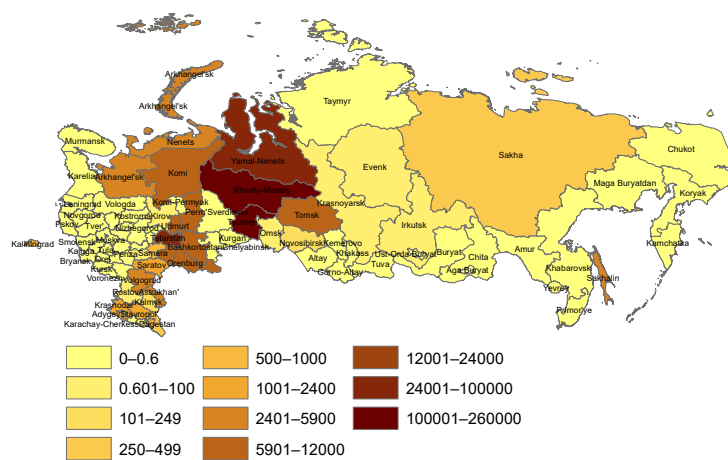 Arkhangel'sk
Taymyr
Arkhangel'sk
Murmansk
Nenets
Sakha
Chukot
Yamal-Nenets
Evenk
Karelia
Arkhangel'sk
Komi
Maga Buryatdan
Koryak
Khanty-Mansiy
Krasnoyarsk
Leningrad
Vologda
Komi-Permyak
Novgorod
Kostroma
Kirov
Perm'
Sverdlovsk
Tomsk
Pskov
Tver
Nizhegorod
Udmurt
Irkutsk
Kamchatka
Kaliningrad
Smolensk
Moskva
Tatarstan
Kurgan
Omsk
Novosibirsk
Kemerovo
Amur
Kaluga
Tula
Penza
Samara
Bashkortostan
Chelyabinsk
Khakass
Ust-Orda-Buryat
Buryat
Chita
Bryansk
Orel
Saratov
Orenburg
Altay
Gorno-Altay
Tuva
Aga Buryat
Khabarovsk
Sakhalin
Kursk
Voronezh
Volgograd
Yevrey
Rostov
Astrakhan'
Primorlye
Krasnodar
Kalmyk
Adygey
Stavropol'
Karachay-Cherkess
Dagestan
0–0.6
500–1000
12001–24000
0.601–100
1001–2400
24001–100000
101–249
2401–5900
100001–260000
250–499
5901–12000